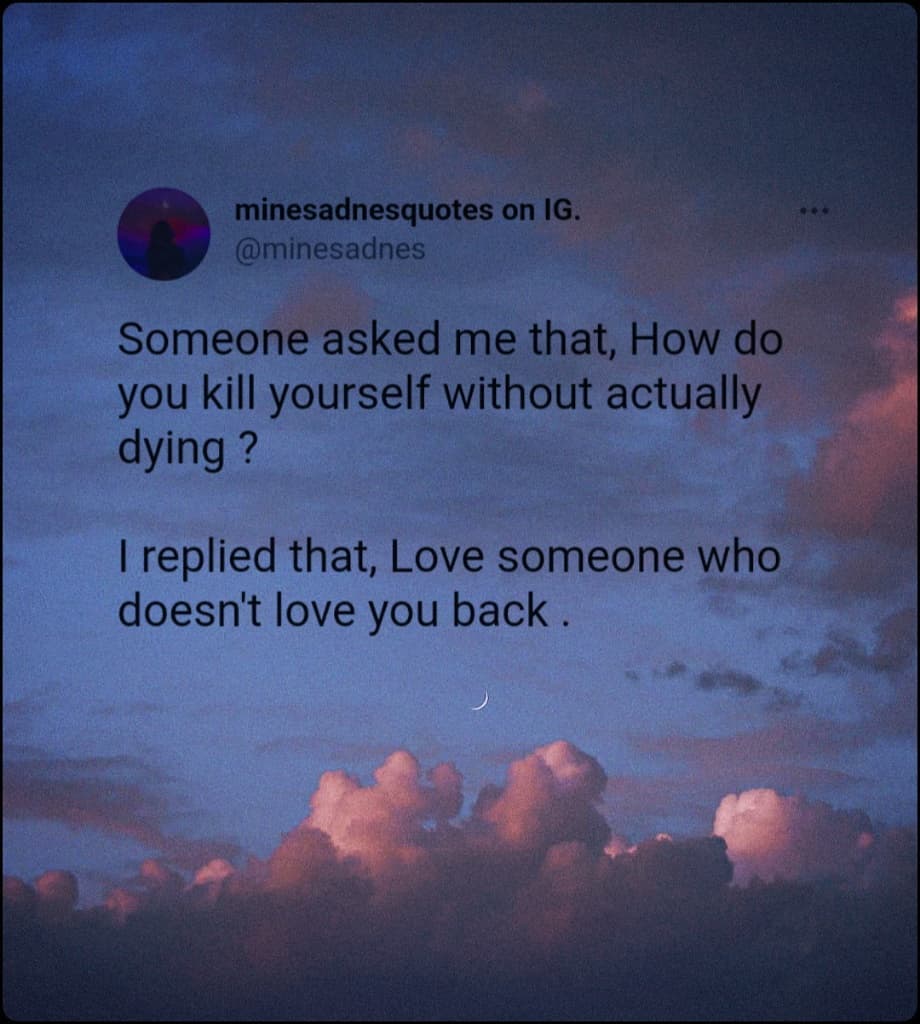 minesadnesquotes on IG.
@minesadnes
Someone asked me that, How do
you kill yourself without actually
dying ?
I replied that, Love someone who
doesn't love you back .